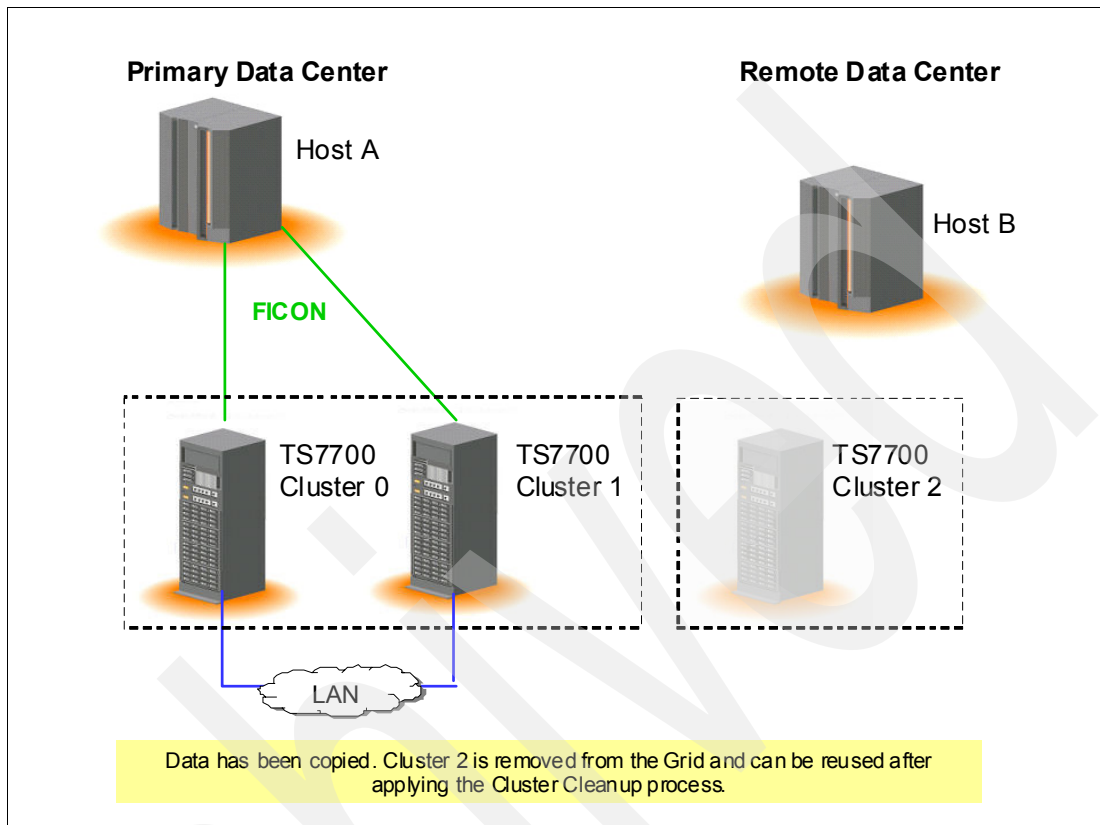 Primary Data Center
Remote Data Center
Host A
Host B
FICON
TS7700
Cluster 0
TS7700
Cluster 1
TS7700
Cluster 2
LAN
Data has been copied. Cluster 2 is removed from the Grid and can be reused after
applying the Cluster Cleanup process.